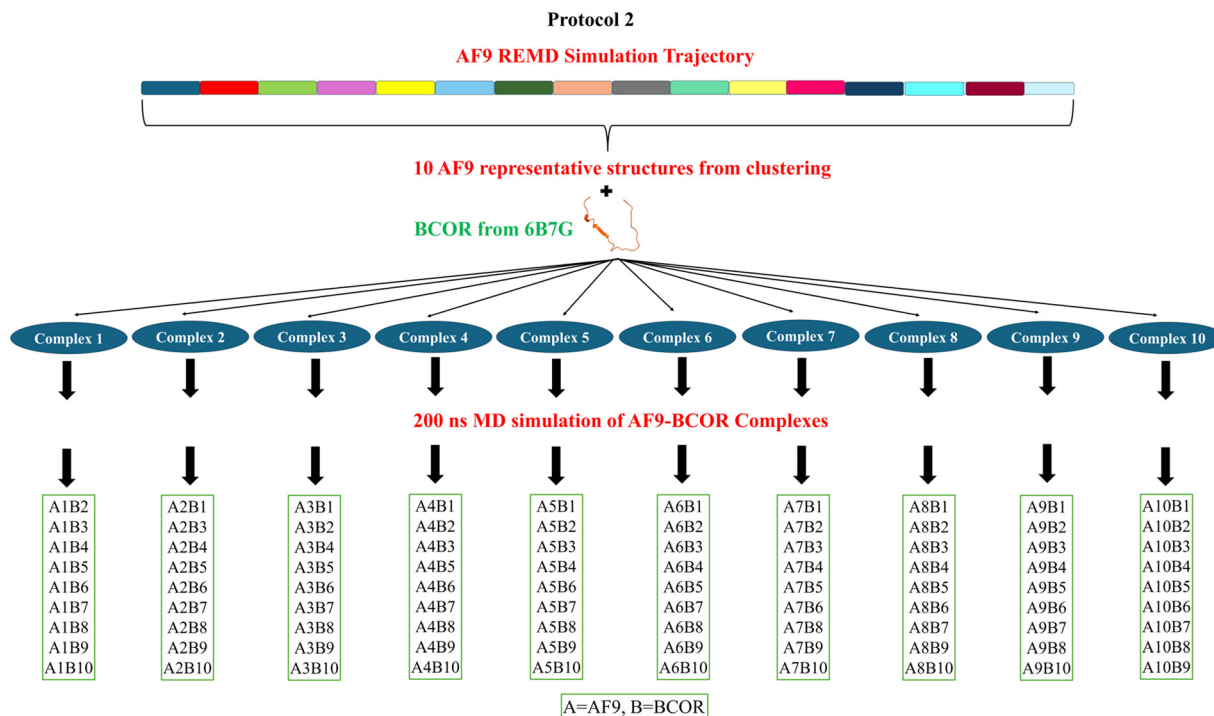 Protocol 2
AF9 REMD Simulation Trajectory
10 AF9 representative structures from clustering
+
BCOR from 6B7G
Complex 1 Complex 2 Complex 3 Complex 4 Complex 5 Complex 6 Complex 7 Complex 8 Complex 9 Complex 10
200 ns MD simulation of AF9-BCOR Complexes
A1B2 A2B1 A3B1 A4B1 A5B1 A6B1 A7B1 A8B1 A9B1 A10B1
A1B3 A2B3 A3B2 A4B2 A5B2 A6B2 A7B2 A8B2 A9B2 A10B2
A1B4 A2B4 A3B4 A4B3 A5B3 A6B3 A7B3 A8B3 A9B3 A10B3
A1B5 A2B5 A3B5 A4B5 A5B4 A6B4 A7B4 A8B4 A9B4 A10B4
A1B6 A2B6 A3B6 A4B6 A5B6 A6B5 A7B5 A8B5 A9B5 A10B5
A1B7 A2B7 A3B7 A4B7 A5B7 A6B7 A7B6 A8B6 A9B6 A10B6
A1B8 A2B8 A3B8 A4B8 A5B8 A6B8 A7B8 A8B7 A9B7 A10B7
A1B9 A2B9 A3B9 A4B9 A5B9 A6B9 A7B9 A8B9 A9B8 A10B8
A1B10 A2B10 A3B10 A4B10 A5B10 A6B10 A7B10 A8B10 A9B10 A10B9
A=AF9, B=BCOR